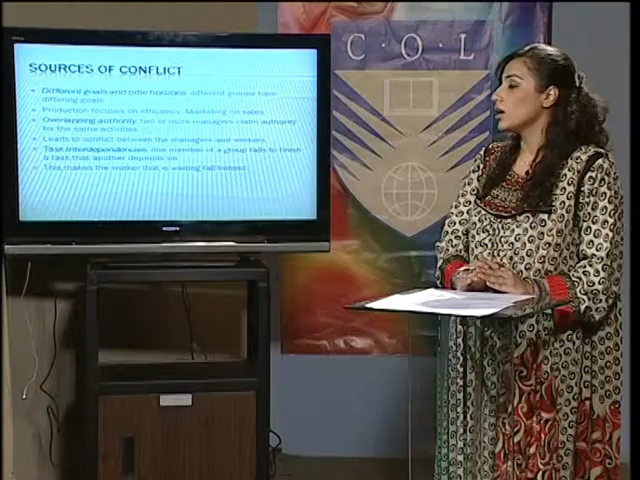 C.O.L
SOURCES OF CONFLICT
Different goals and time horizons: different groups have
differing goals.
Production focuses on efficiency; Marketing on sales.
Overlapping authority: two or more managers claim authority
for the same activities.
Leads to conflict between the managers and workers.
Task Interdependencies: one member of a group fails to finish
a task that another depends on.
This makes the worker that is waiting fall behind.
SONY